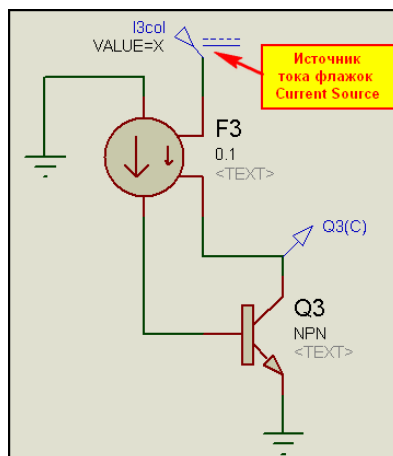 I3col
VALUE=X
Источник
тока флажок
Current Source
F3
0.1
<TEXT>
Q3(C)
Q3
NPN
<TEXT>